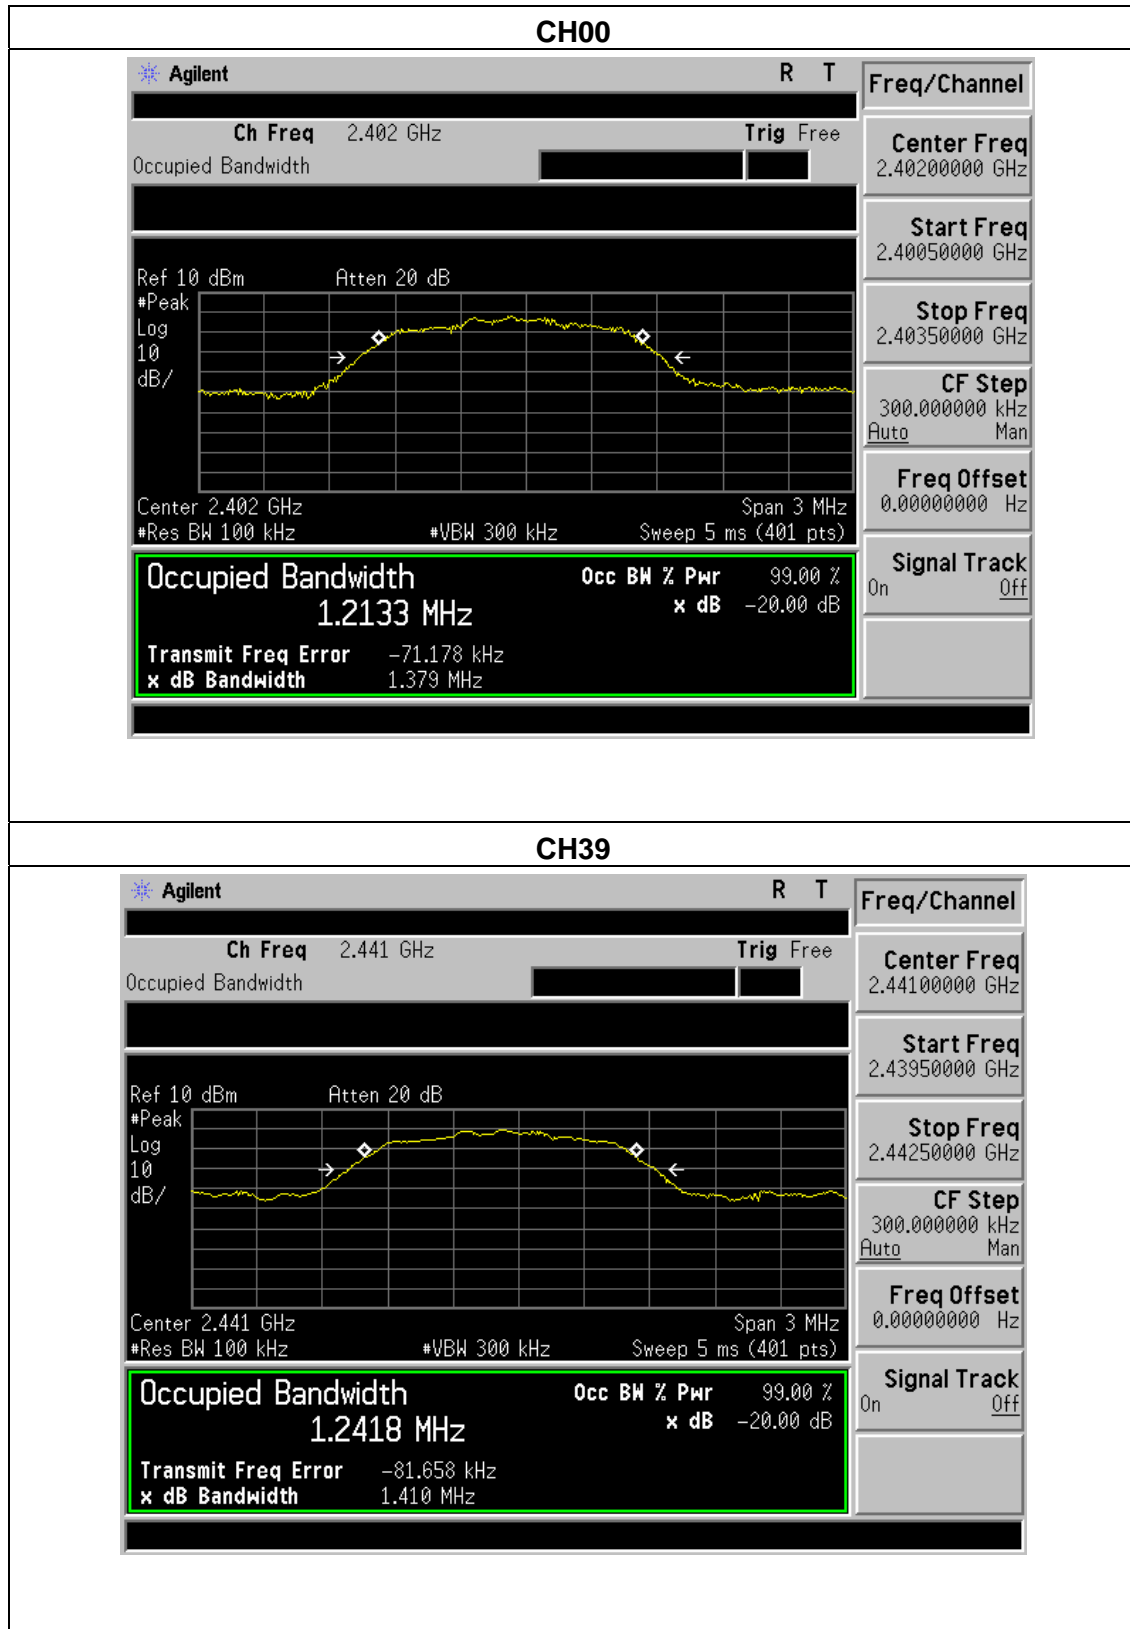 CH00
Agilent R T
Freq/Channel
Ch Freq 2.402 GHz Trig Free
Occupied Bandwidth
Center Freq
2.40200000 GHz
Start Freq
2.40050000 GHz
Stop Freq
2.40350000 GHz
CF Step
300.000000 kHz
Auto Man
Freq Offset
0.00000000 Hz
Signal Track
On Off
Ref 10 dBm Atten 20 dB
#Peak
Log
10
dB/
Center 2.402 GHz Span 3 MHz
#Res BW 100 kHz #VBW 300 kHz Sweep 5 ms (401 pts)
Occupied Bandwidth Occ BW % Pwr 99.00 %
1.2133 MHz x dB -20.00 dB
Transmit Freq Error -71.178 kHz
x dB Bandwidth 1.379 MHz
CH39
Agilent R T
Freq/Channel
Ch Freq 2.441 GHz Trig Free
Occupied Bandwidth
Center Freq
2.44100000 GHz
Start Freq
2.43950000 GHz
Stop Freq
2.44250000 GHz
CF Step
300.000000 kHz
Auto Man
Freq Offset
0.00000000 Hz
Signal Track
On Off
Ref 10 dBm Atten 20 dB
#Peak
Log
10
dB/
Center 2.441 GHz Span 3 MHz
#Res BW 100 kHz #VBW 300 kHz Sweep 5 ms (401 pts)
Occupied Bandwidth Occ BW % Pwr 99.00 %
1.2418 MHz x dB -20.00 dB
Transmit Freq Error -81.658 kHz
x dB Bandwidth 1.410 MHz